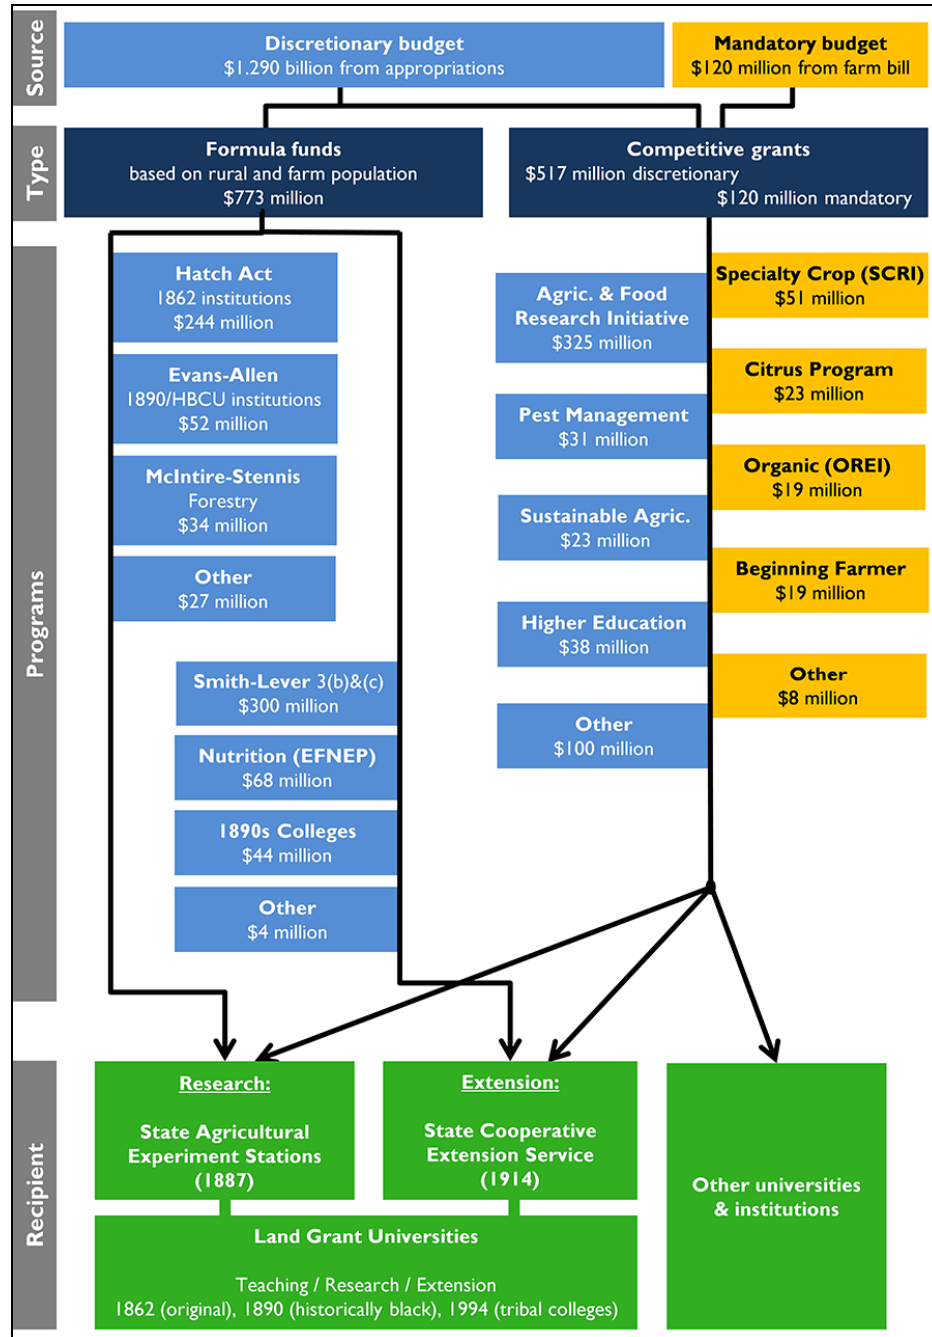 Source
Discretionary budget
$1.290 billion from appropriations
Mandatory budget
$120 million from farm bill
Type
Formula funds
based on rural and farm population
$773 million
Competitive grants
$517 million discretionary
$120 million mandatory
Programs
Hatch Act
1862 institutions
$244 million
Evans-Allen
1890/HBCU institutions
$52 million
McIntire-Stennis
Forestry
$34 million
Other
$27 million
Smith-Lever 3(b)&(c)
$300 million
Nutrition (EFNEP)
$68 million
1890s Colleges
$44 million
Other
$4 million
Agric. & Food
Research Initiative
$325 million
Pest Management
$31 million
Sustainable Agric.
$23 million
Higher Education
$38 million
Other
$100 million
Specialty Crop (SCRI)
$51 million
Citrus Program
$23 million
Organic (OREI)
$19 million
Beginning Farmer
$19 million
Other
$8 million
Recipient
Research:
State Agricultural
Experiment Stations
(1887)
Extension:
State Cooperative
Extension Service
(1914)
Land Grant Universities
Teaching / Research / Extension
1862 (original), 1890 (historically black), 1994 (tribal colleges)
Other universities
& institutions